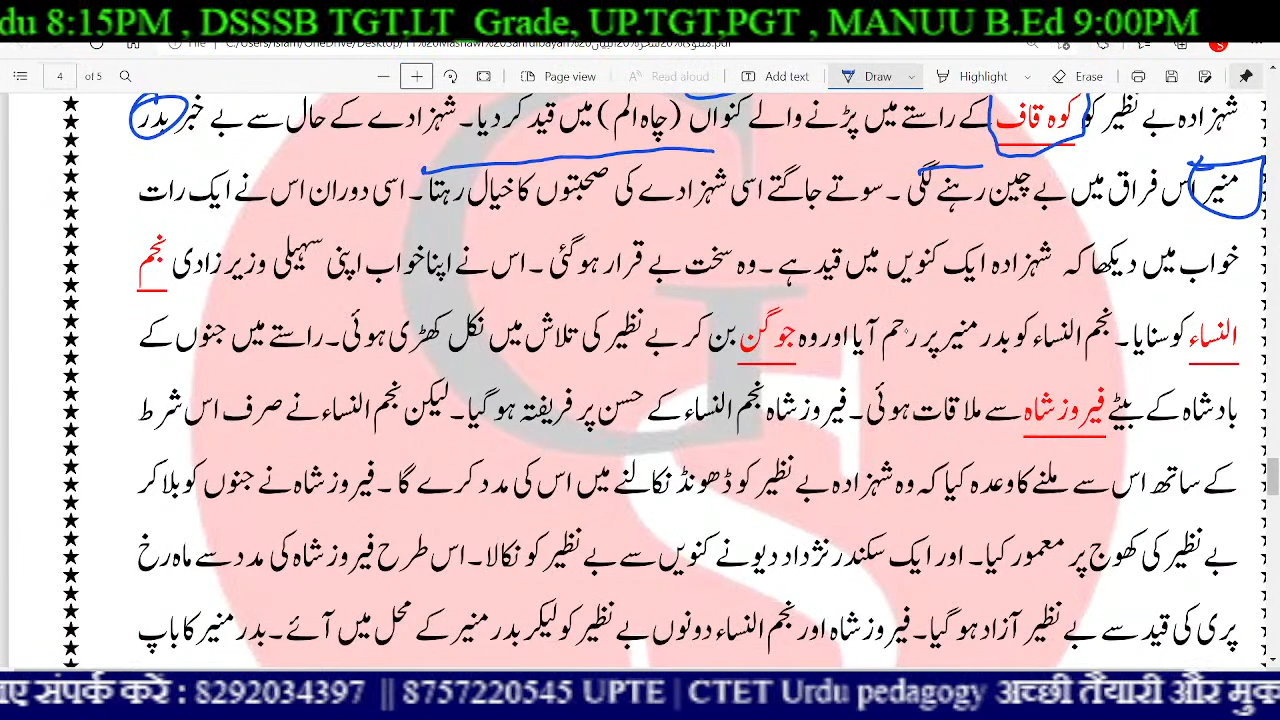 du 8:15PM , DSSSB TGT,LT_Grade, UP.TGT,PGT , MANUU B.Ed 9:00PM
4 of 5 Page view Read aloud Add text Draw Highlight Erase
شہزادہ بے نظیر کو کوہ قاف کے راستے میں پڑنے والے کنواں (چاہ الم) میں قید کر دیا۔ شہزادے کے حال سے بے خبر بدر
منیر اس فراق میں بے چین رہنے لگی ۔ سوتے جاگتے اسی شہزادے کی صحبتوں کا خیال رہتا ۔ اسی دوران اس نے ایک رات
خواب میں دیکھا کہ شہزادہ ایک کنویں میں قید ہے ۔ وہ سخت بے قرار ہو گئی ۔ اس نے اپنا خواب اپنی سہیلی وزیر زادی نجم
النساء کو سنایا ۔ نجم النساء کو بدر منیر پر رحم آیا اور وہ جوگن بن کر بے نظیر کی تلاش میں نکل کھڑی ہوئی ۔ راستے میں جنوں کے
بادشاہ کے بیٹے فیروز شاہ سے ملاقات ہوئی ۔ فیروز شاہ نجم النساء کے حسن پر فریفتہ ہو گیا ۔ لیکن نجم النساء نے صرف اس شرط
کے ساتھ اس سے ملنے کا وعدہ کیا کہ وہ شہزادہ بے نظیر کو ڈھونڈ نکالنے میں اس کی مدد کرے گا ۔ فیروز شاہ نے جنوں کو بلا کر
بے نظیر کی کھوج پر معمور کیا ۔ اور ایک سکندر نژداد دیو نے کنویں سے بے نظیر کو نکالا ۔ اس طرح فیروز شاہ کی مدد سے ماہ رخ
پری کی قید سے بے نظیر آزاد ہو گیا ۔ فیروز شاہ اور نجم النساء دونوں بے نظیر کو لیکر بدر منیر کے محل میں آئے ۔ بدر منیر کا باپ
संपर्क करें : 8292034397 || 8757220545 UPTE | CTET Urdu pedagogy अच्छी तैयारी और